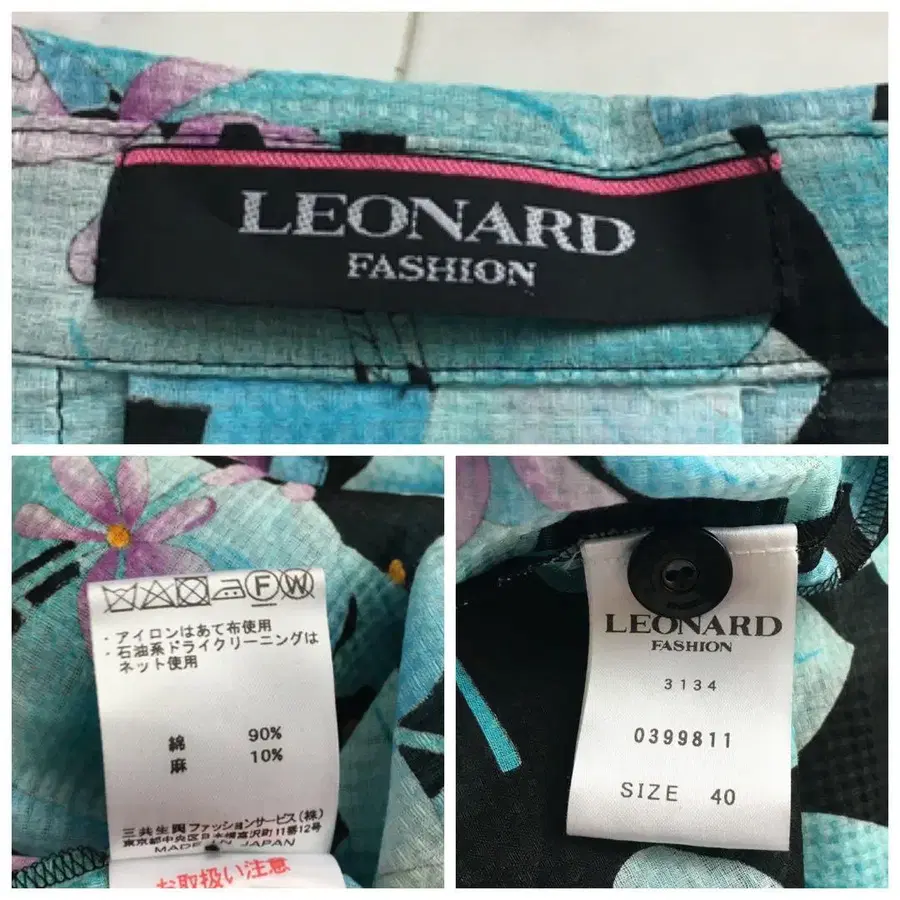 LEONARD
FASHION
F W
・アイロンはあて布使用
・石油系ドライクリーニングは
ネット使用
綿 90%
麻 10%
三共生興ファッションサービス(株)
東京都中央区日本橋富沢町11番12号
MADE IN JAPAN
お取扱い注意
LEONARD
FASHION
3134
0399811
SIZE 40